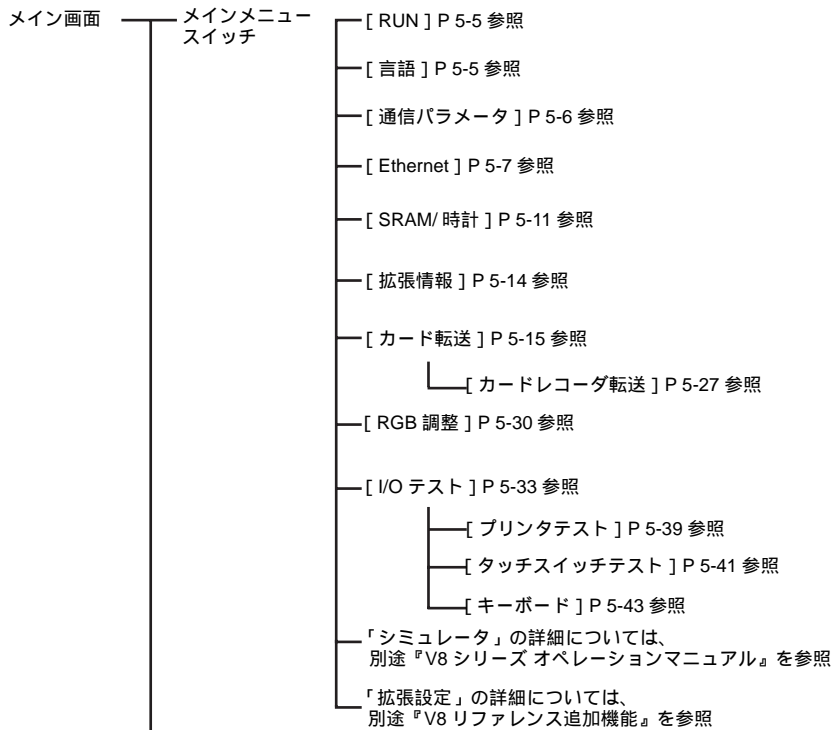 メイン画面
メインメニュー
スイッチ
[ RUN ] P 5-5 参照
[ 言語 ] P 5-5 参照
[ 通信パラメータ ] P 5-6 参照
[ Ethernet ] P 5-7 参照
[ SRAM/ 時計 ] P 5-11 参照
[ 拡張情報 ] P 5-14 参照
[ カード転送 ] P 5-15 参照
[ カードレコーダ転送 ] P 5-27 参照
[ RGB 調整 ] P 5-30 参照
[ I/O テスト ] P 5-33 参照
[ プリンタテスト ] P 5-39 参照
[ タッチスイッチテスト ] P 5-41 参照
[ キーボード ] P 5-43 参照
「シミュレータ」の詳細については、
別途『V8 シリーズ オペレーションマニュアル』を参照
「拡張設定」の詳細については、
別途『V8 リファレンス追加機能』を参照